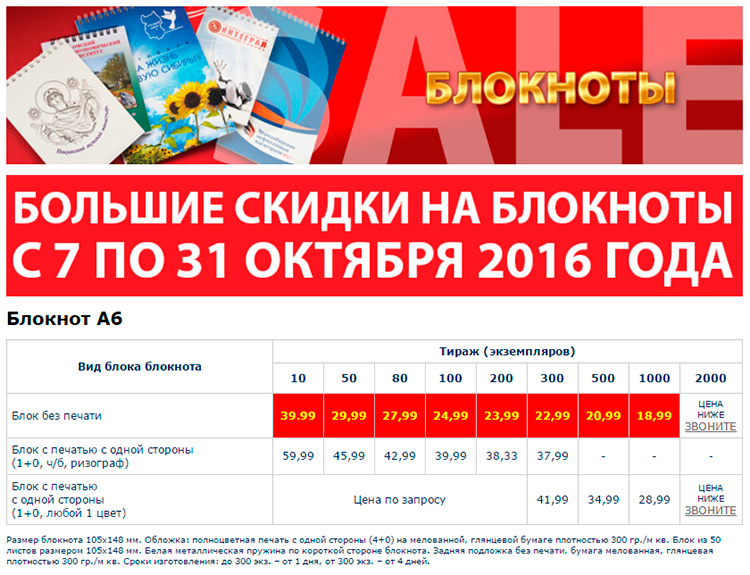 SALE
БЛОКНОТЫ
ИНТЕГРАЛ
БОЛЬШИЕ СКИДКИ НА БЛОКНОТЫ
С 7 ПО 31 ОКТЯБРЯ 2016 ГОДА
Блокнот А6
Вид блока блокнота
Тираж (экземпляров)
10 50 80 100 200 300 500 1000 2000
Блок без печати 39.99 29,99 27,99 24,99 23,99 22,99 20,99 18,99 ЦЕНА НИЖЕ ЗВОНИТЕ
Блок с печатью с одной стороны
(1+0, ч/б, ризограф) 59,99 45,99 42,99 39,99 38,33 37,99 - - -
Блок с печатью
с одной стороны
(1+0, любой 1 цвет) Цена по запросу 41,99 34,99 28,99 ЦЕНА НИЖЕ ЗВОНИТЕ
Размер блокнота 105х148 мм. Обложка: полноцветная печать с одной стороны (4+0) на мелованной, глянцевой бумаге плотностью 300 гр./м кв. Блок из 50
листов размером 105х148 мм. Белая металлическая пружина по короткой стороне блокнота. Задняя подложка без печати, бумага мелованная, глянцевая
плотностью 300 гр./м кв. Сроки изготовления: до 300 экз. – от 1 дня, от 300 экз. – от 4 дней.